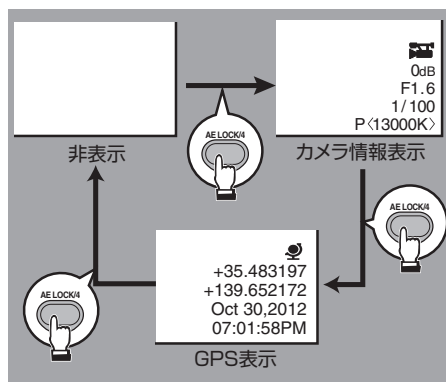 0dB
F1.6
1/100
P〈13000K〉
AE LOCK/4
非表示
カメラ情報表示
AE LOCK/4
+35.483197
+139.652172
Oct 30,2012
07:01:58PM
AE LOCK/4
GPS表示